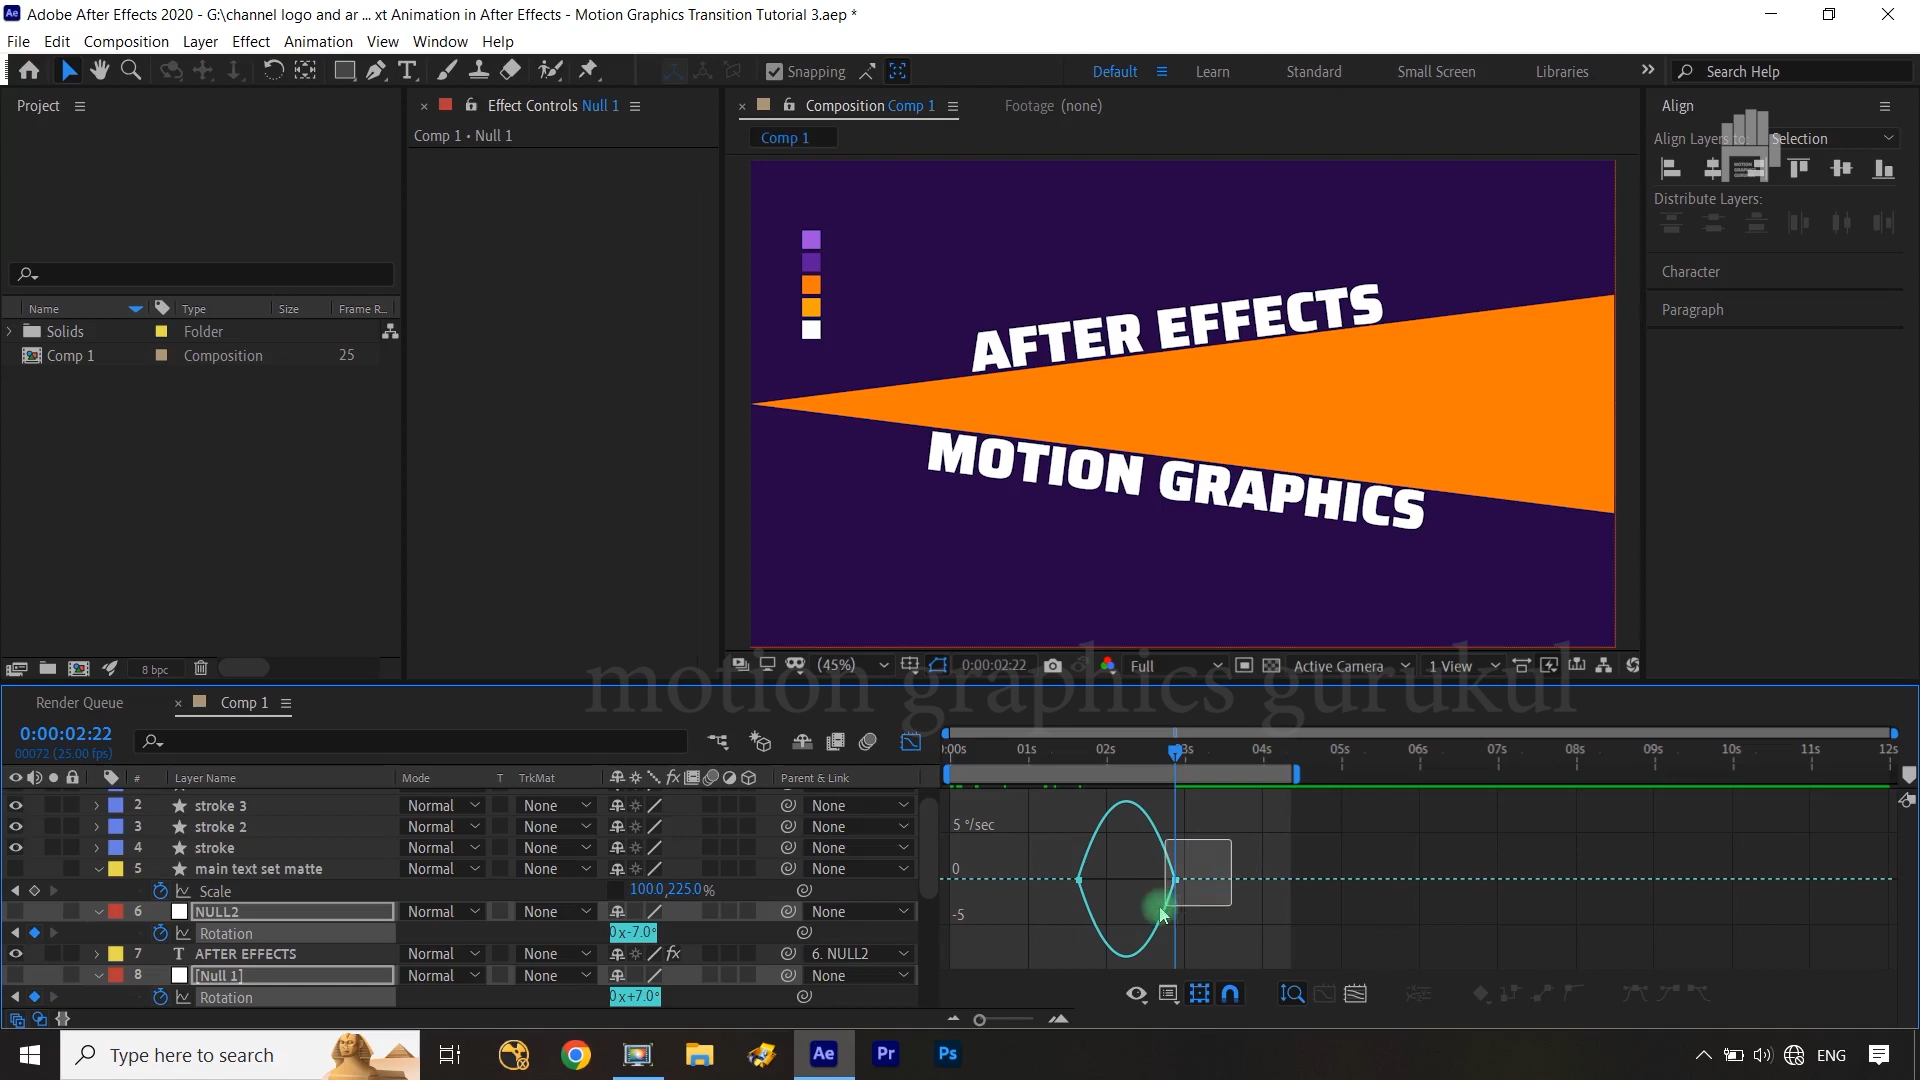 Adobe After Effects 2020 - G:\channel logo and ar ... xt Animation in After Effects - Motion Graphics Transition Tutorial 3.aep *
File Edit Composition Layer Effect Animation View Window Help
Snapping Default Learn Standard Small Screen Libraries Search Help
Project
Effect Controls Null 1
Comp 1 • Null 1
Composition Comp 1
Footage (none)
Comp 1
Align
Align Layers to: Selection
Distribute Layers:
Character
Paragraph
Name Type Size Frame R...
Solids Folder
Comp 1 Composition 25
8 bpc
AFTER EFFECTS
MOTION GRAPHICS
(45%) 0:00:02:22 Full Active Camera 1 View
motion graphics gurukul
Render Queue Comp 1
0:00:02:22
00072 (25.00 fps)
# Layer Name Mode T TrkMat Parent & Link
2 stroke 3 Normal None None
3 stroke 2 Normal None None
4 stroke Normal None None
5 main text set matte Normal None None
Scale 100.0,225.0%
6 NULL2 Normal None None
Rotation 0x-7.0°
7 T AFTER EFFECTS Normal None fx 6. NULL2
8 [Null 1] Normal None None
Rotation 0x+7.0°
):00s 01s 02s 03s 04s 05s 06s 07s 08s 09s 10s 11s 12s
5 °/sec
0
-5
Type here to search
Ae Pr Ps
ENG